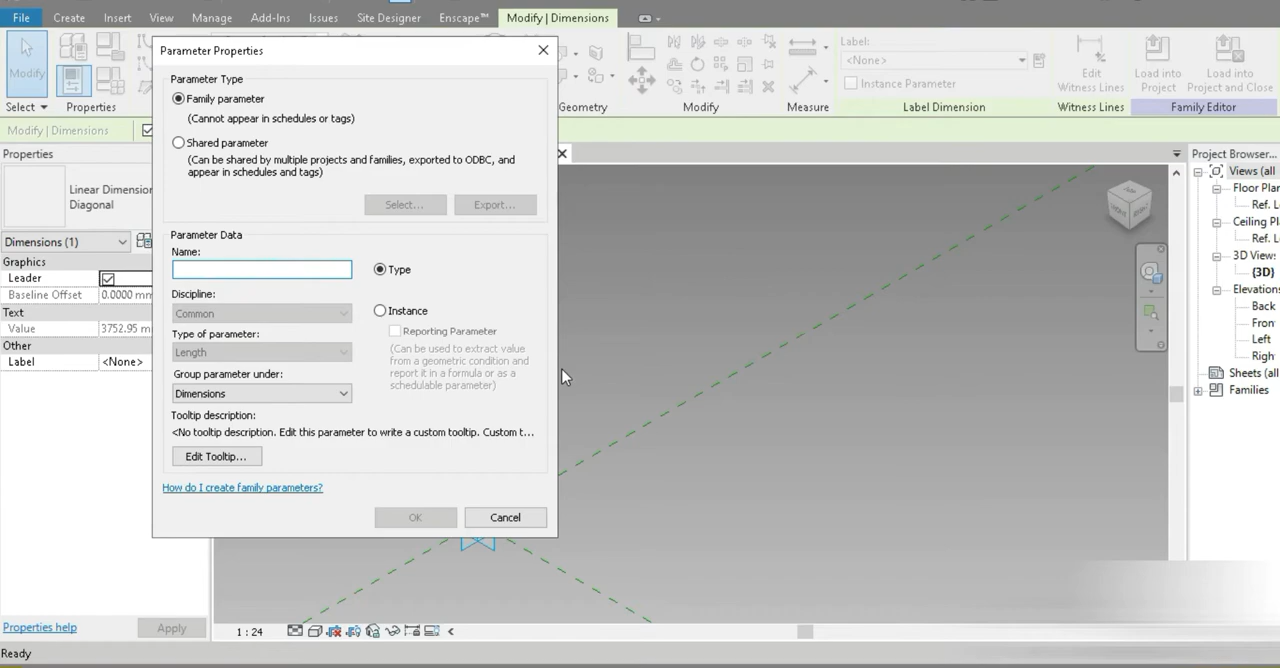 File Create Insert View Manage Add-Ins Issues Site Designer Enscape™ Modify | Dimensions
Modify
Select
Properties
Geometry
Modify
Measure
Label:
<None>
Instance Parameter
Label Dimension
Edit
Witness Lines
Witness Lines
Load into
Project
Load into
Project and Close
Family Editor
Modify | Dimensions
Properties
Linear Dimension
Diagonal
Dimensions (1)
Graphics
Leader
Baseline Offset 0.0000 mm
Text
Value 3752.95 m
Other
Label <None>
Properties help
Apply
Ready
Parameter Properties
Parameter Type
Family parameter
(Cannot appear in schedules or tags)
Shared parameter
(Can be shared by multiple projects and families, exported to ODBC, and
appear in schedules and tags)
Select...
Export...
Parameter Data
Name:
Type
Discipline:
Common
Instance
Type of parameter:
Reporting Parameter
Length
(Can be used to extract value
from a geometric condition and
report it in a formula or as a
schedulable parameter)
Group parameter under:
Dimensions
Tooltip description:
<No tooltip description. Edit this parameter to write a custom tooltip. Custom t...
Edit Tooltip...
How do I create family parameters?
OK
Cancel
1 : 24
Project Browser...
Views (all
Floor Plan
Ref. L
Ceiling Pl
Ref. L
3D Views
{3D}
Elevations
Back
Front
Left
Right
Sheets (all
Families